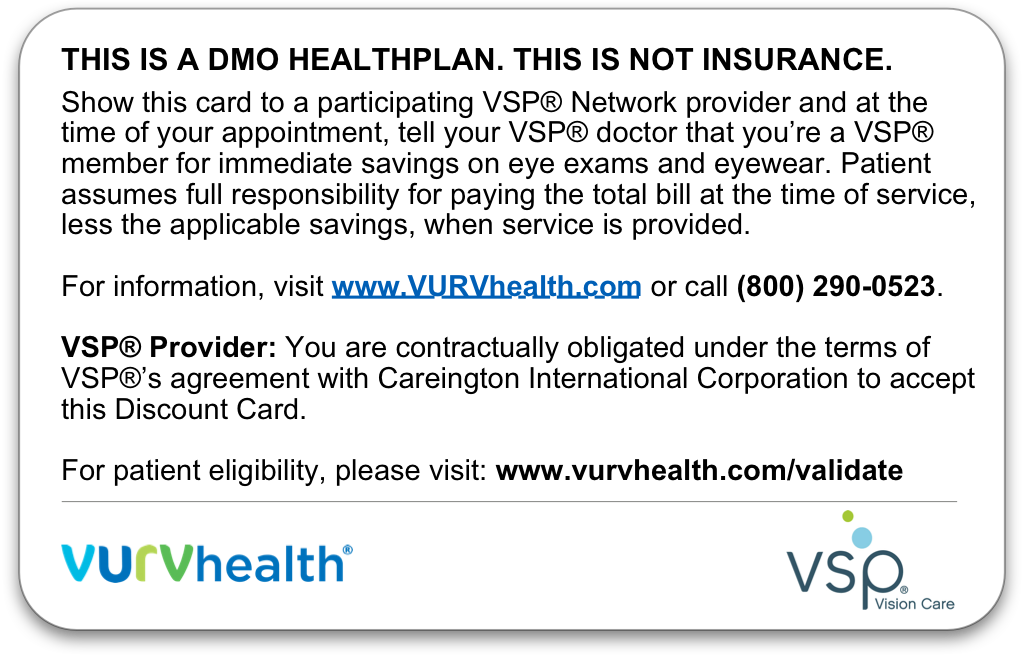 THIS IS A DMO HEALTHPLAN. THIS IS NOT INSURANCE.
Show this card to a participating VSP® Network provider and at the
time of your appointment, tell your VSP® doctor that you’re a VSP®
member for immediate savings on eye exams and eyewear. Patient
assumes full responsibility for paying the total bill at the time of service,
less the applicable savings, when service is provided.
For information, visit www.VURVhealth.com or call (800) 290-0523.
VSP® Provider: You are contractually obligated under the terms of
VSP®’s agreement with Careington International Corporation to accept
this Discount Card.
For patient eligibility, please visit: www.vurvhealth.com/validate
vurvhealth®
vsp®
Vision Care